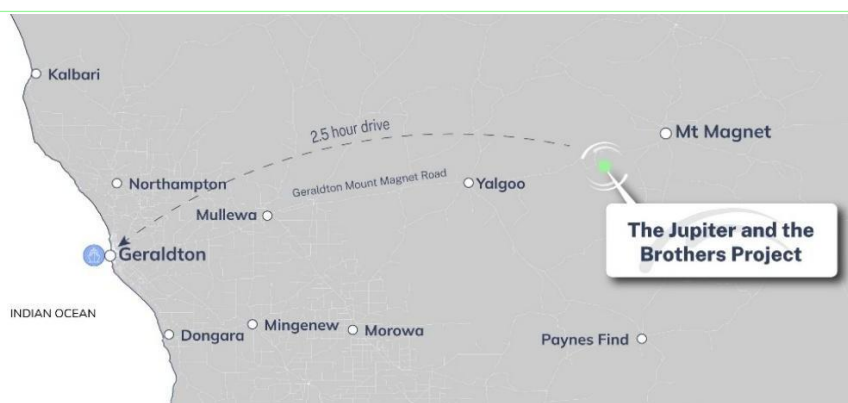 Kalbari
2.5 hour drive
Mt Magnet
Northampton
Geraldton Mount Magnet Road
Yalgoo
Mullewa
The Jupiter and the
Brothers Project
Geraldton
INDIAN OCEAN
Mingenew
Morowa
Dongara
Paynes Find